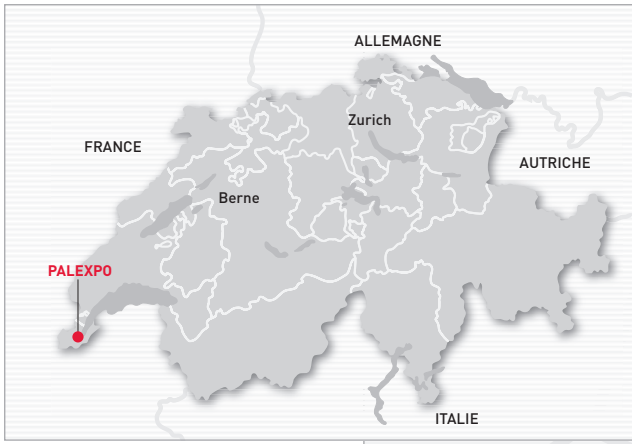 ALLEMAGNE
Zurich
FRANCE
AUTRICHE
Berne
PALEXPO
ITALIE